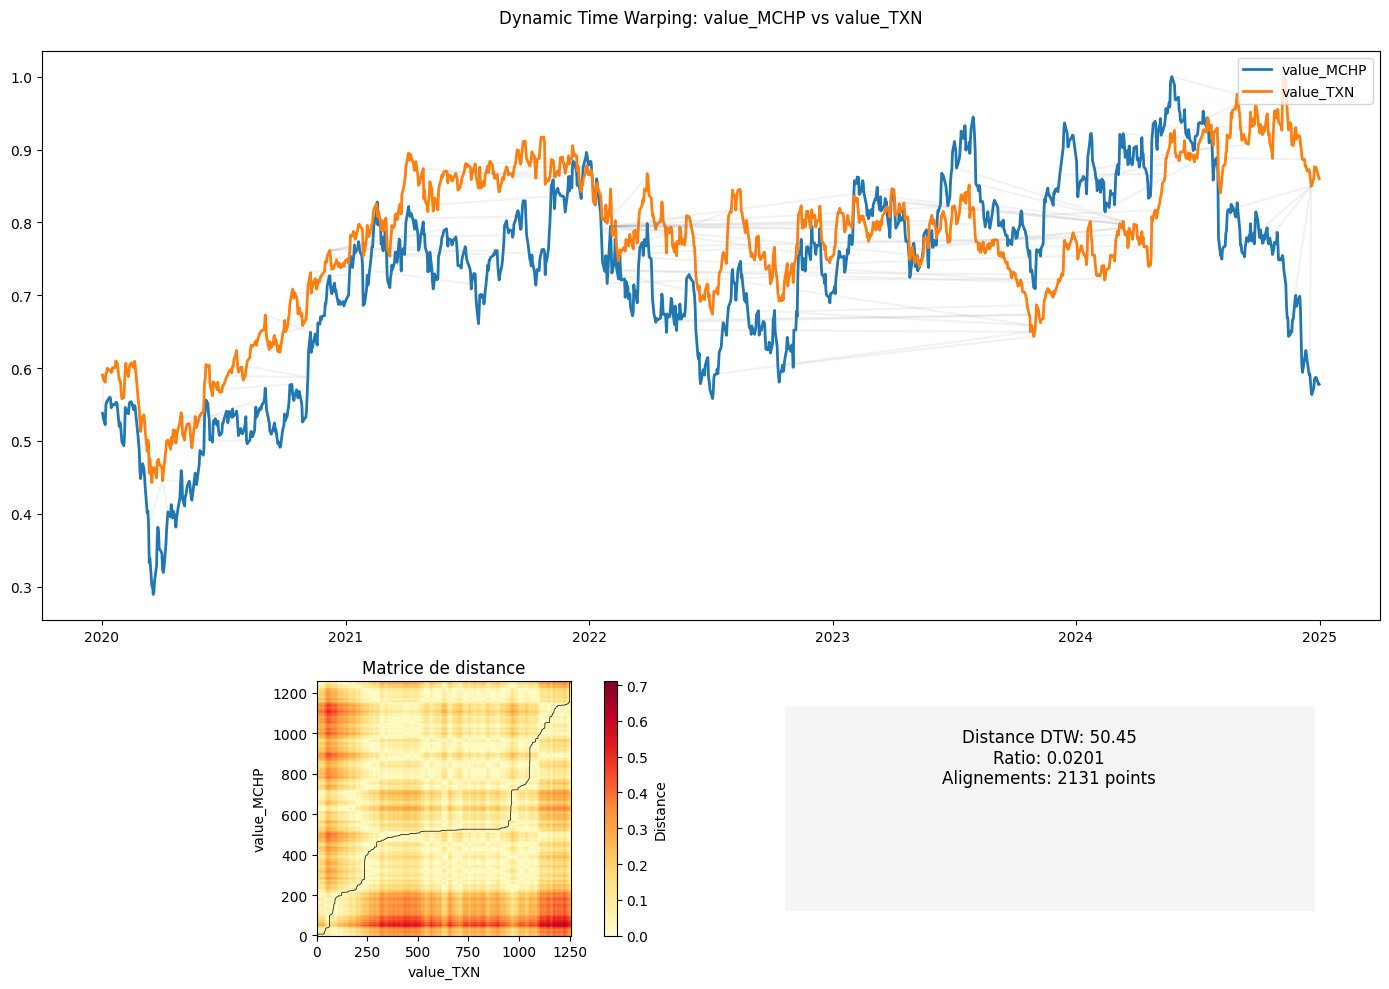 Dynamic Time Warping: value_MCHP vs value_TXN
1.0
0.9
0.8
0.7
0.6
0.5
0.4
0.3
value_MCHP
value_TXN
2020 2021 2022 2023 2024 2025
Matrice de distance
1200
1000
800
600
400
200
0
value_MCHP
0 250 500 750 1000 1250
value_TXN
0.7
0.6
0.5
0.4
0.3
0.2
0.1
0.0
Distance
Distance DTW: 50.45
Ratio: 0.0201
Alignements: 2131 points